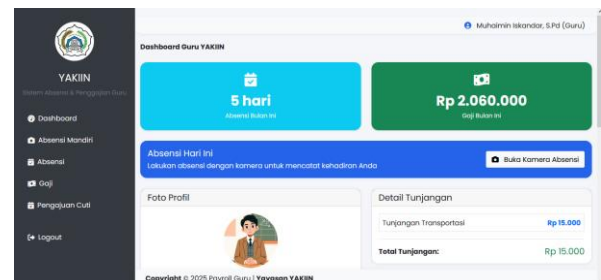 Muhaimin Iskandar, S.Pd (Guru)
YAKIIN
Sistem Absensi & Penggajian Guru
Dashboard
Absensi Mandiri
Absensi
Gaji
Pengajuan Cuti
Logout
Dashboard Guru YAKIIN
5 hari
Absensi Bulan Ini
Rp 2.060.000
Gaji Bulan Ini
Absensi Hari Ini
Lakukan absensi dengan kamera untuk mencatat kehadiran Anda
Buka Kamera Absensi
Foto Profil
Detail Tunjangan
Tunjangan Transportasi
Rp 15.000
Total Tunjangan:
Rp 15.000
Copyright © 2025 Payroll Guru | Yayasan YAKIIN